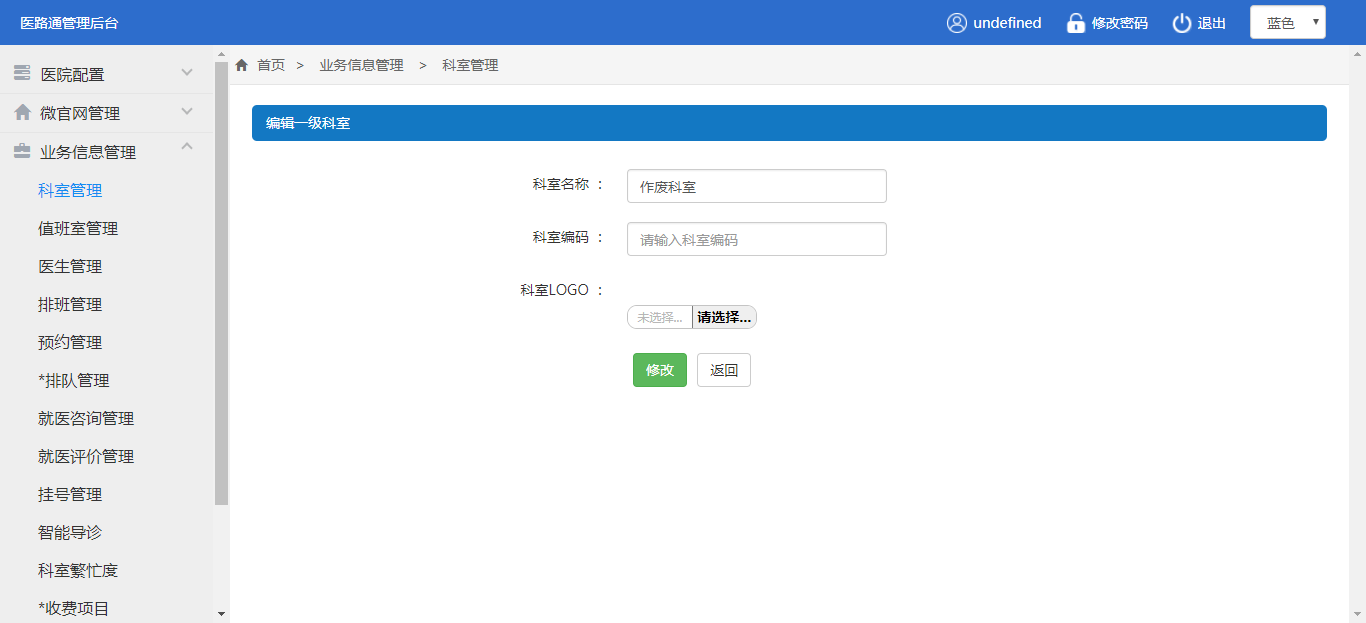 医路通管理后台
undefined
修改密码
退出
蓝色
医院配置
微官网管理
业务信息管理
科室管理
值班室管理
医生管理
排班管理
预约管理
*排队管理
就医咨询管理
就医评价管理
挂号管理
智能导诊
科室繁忙度
*收费项目
首页 > 业务信息管理 > 科室管理
编辑一级科室
科室名称 ： 作废科室
科室编码 ： 请输入科室编码
科室LOGO ：
未选择... 请选择...
修改 返回